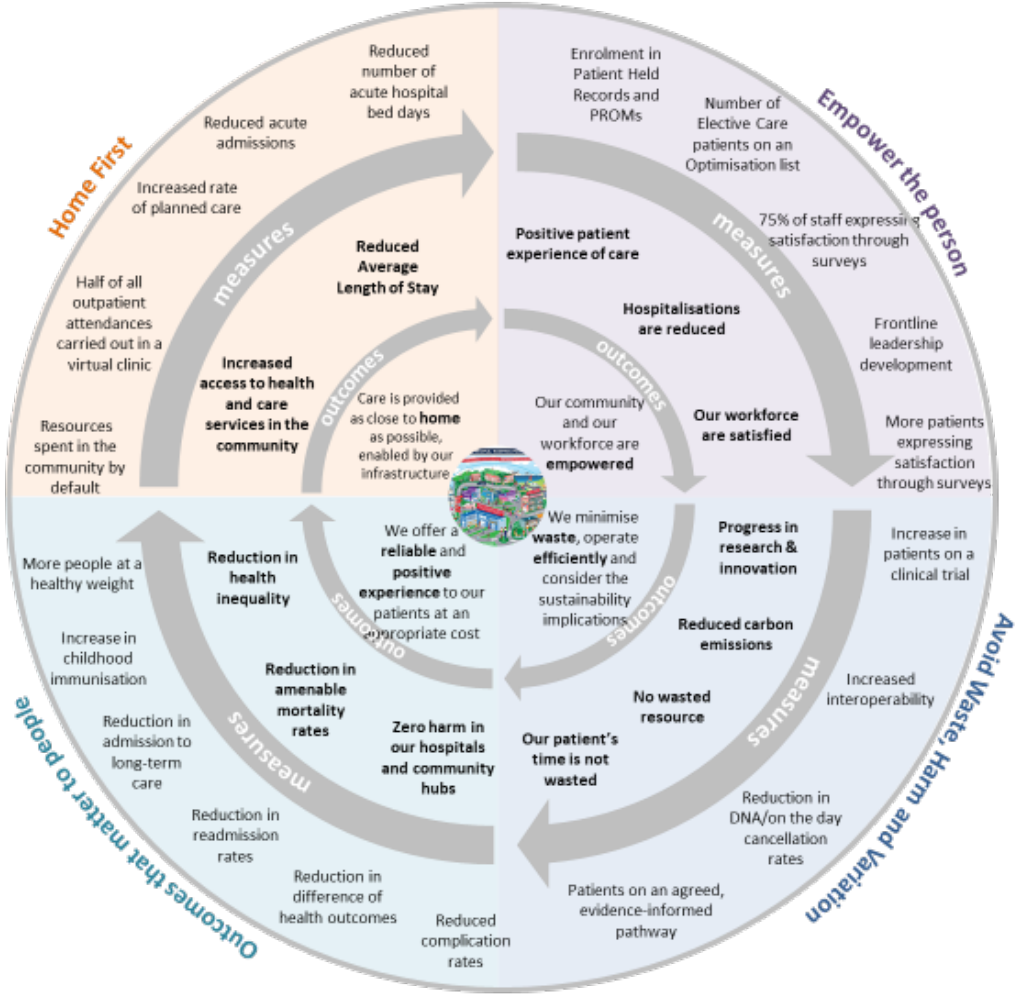 Home First
Reduced
number of
acute hospital
bed days
Reduced acute
admissions
Increased rate
of planned care
Half of all
outpatient
attendances
carried out in a
virtual clinic
Resources
spent in the
community by
default
measures
Reduced
Average
Length of Stay
Increased
access to health
and care
services in the
community
outcomes
Care is provided
as close to home
as possible,
enabled by our
infrastructure
Empower the person
Enrolment in
Patient Held
Records and
PROMs
Number of
Elective Care
patients on an
Optimisation list
75% of staff expressing
satisfaction through
surveys
Frontline
leadership
development
More patients
expressing
satisfaction
through surveys
measures
Positive patient
experience of care
Hospitalisations
are reduced
Our workforce
are satisfied
outcomes
Our community
and our
workforce are
empowered
Avoid Waste, Harm and Variation
We minimise
waste, operate
efficiently and
consider the
sustainability
implications
outcomes
Progress in
research &
innovation
Reduced carbon
emissions
No wasted
resource
Our patient's
time is not
wasted
measures
Increase in
patients on a
clinical trial
Increased
interoperability
Reduction in
DNA/on the day
cancellation
rates
Patients on an agreed,
evidence-informed
pathway
Outcomes that matter to people
We offer a
reliable and
positive
experience to our
patients at an
appropriate cost
outcomes
Reduction in
health
inequality
Reduction in
amenable
mortality
rates
Zero harm in
our hospitals
and community
hubs
measures
More people at a
healthy weight
Increase in
childhood
immunisation
Reduction in
admission to
long-term
care
Reduction in
readmission
rates
Reduction in
difference of
health outcomes
Reduced
complication
rates